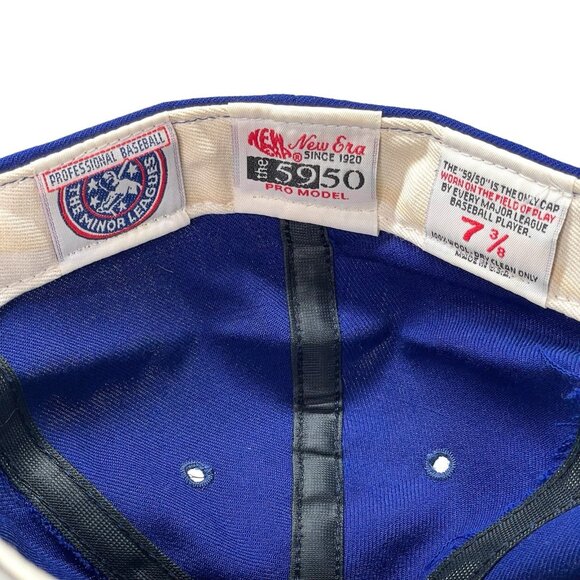 PROFESSIONAL BASEBALL
THE MINOR LEAGUES
NEW ERA®
New Era
SINCE 1920
the 5950
PRO MODEL
THE "59/50" IS THE ONLY CAP
WORN ON THE FIELD OF PLAY
BY EVERY MAJOR LEAGUE
BASEBALL PLAYER.
7 3/8
100% WOOL - DRY CLEAN ONLY
MADE IN